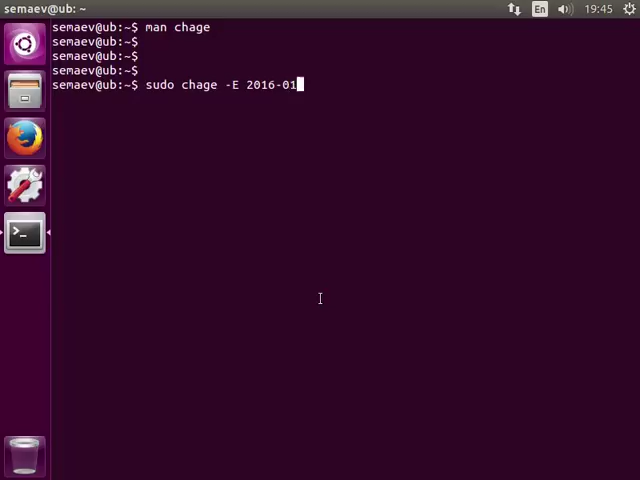 semaev@ub: ~
En
19:45
semaev@ub:~$ man chage
semaev@ub:~$
semaev@ub:~$
semaev@ub:~$
semaev@ub:~$ sudo chage -E 2016-01
>_